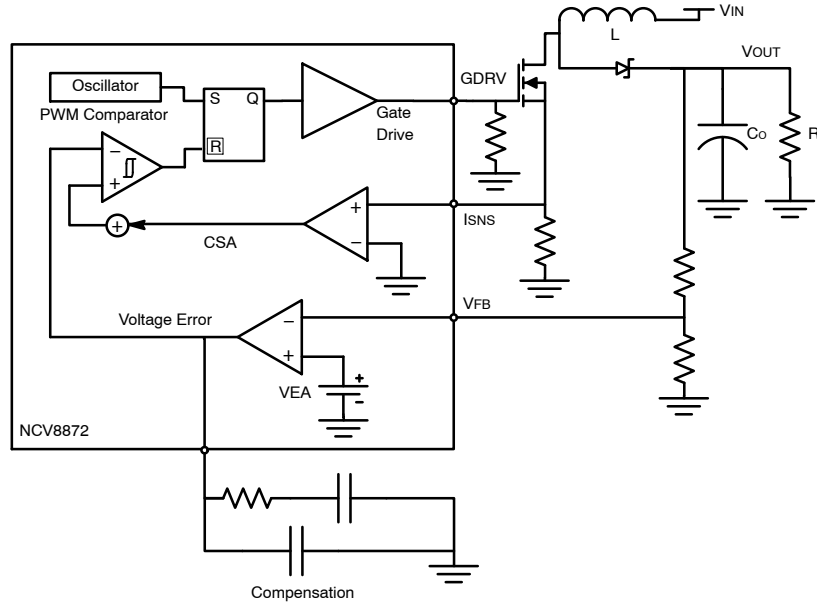 VIN
L
VOUT
Oscillator
PWM Comparator
S Q
R
GDRV
Gate
Drive
CO
R
−
+
+
CSA
+
−
ISNS
VFB
Voltage Error
−
+
VEA
+
−
NCV8872
Compensation